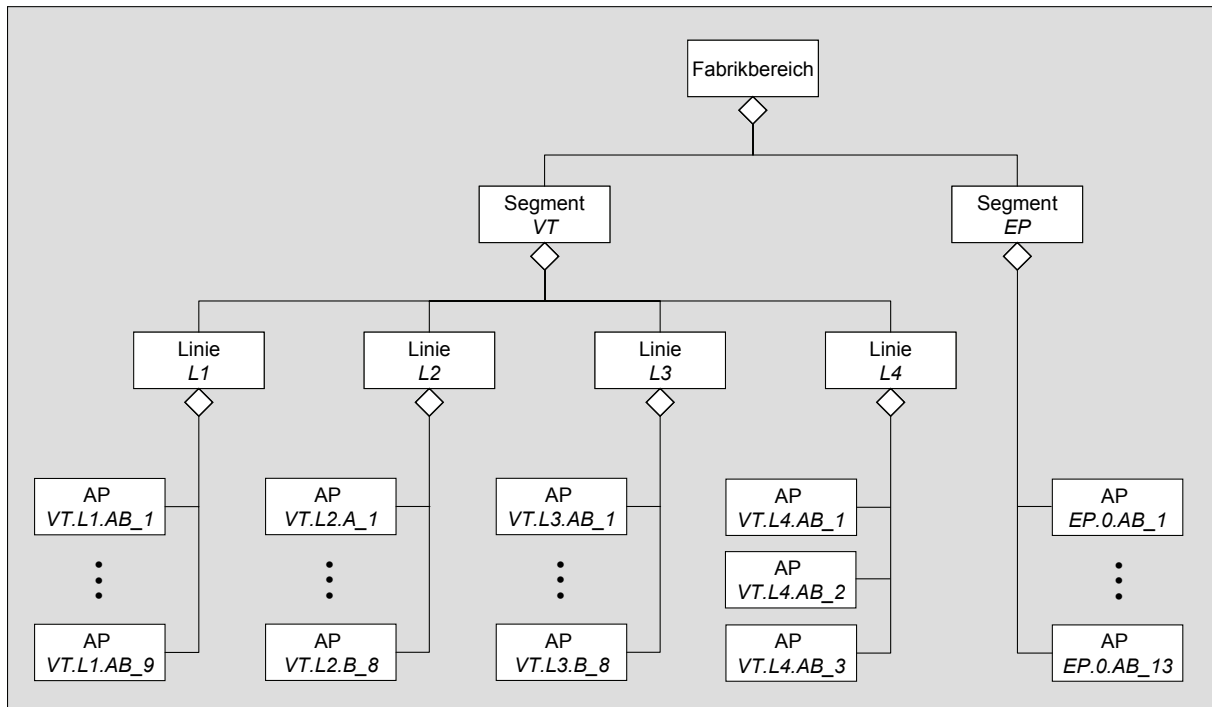 Fabrikbereich
Segment
VT
Segment
EP
Linie
L1
Linie
L2
Linie
L3
Linie
L4
AP
VT.L1.AB_1
AP
VT.L2.A_1
AP
VT.L3.AB_1
AP
VT.L4.AB_1
AP
EP.0.AB_1
AP
VT.L4.AB_2
AP
VT.L1.AB_9
AP
VT.L2.B_8
AP
VT.L3.B_8
AP
VT.L4.AB_3
AP
EP.0.AB_13